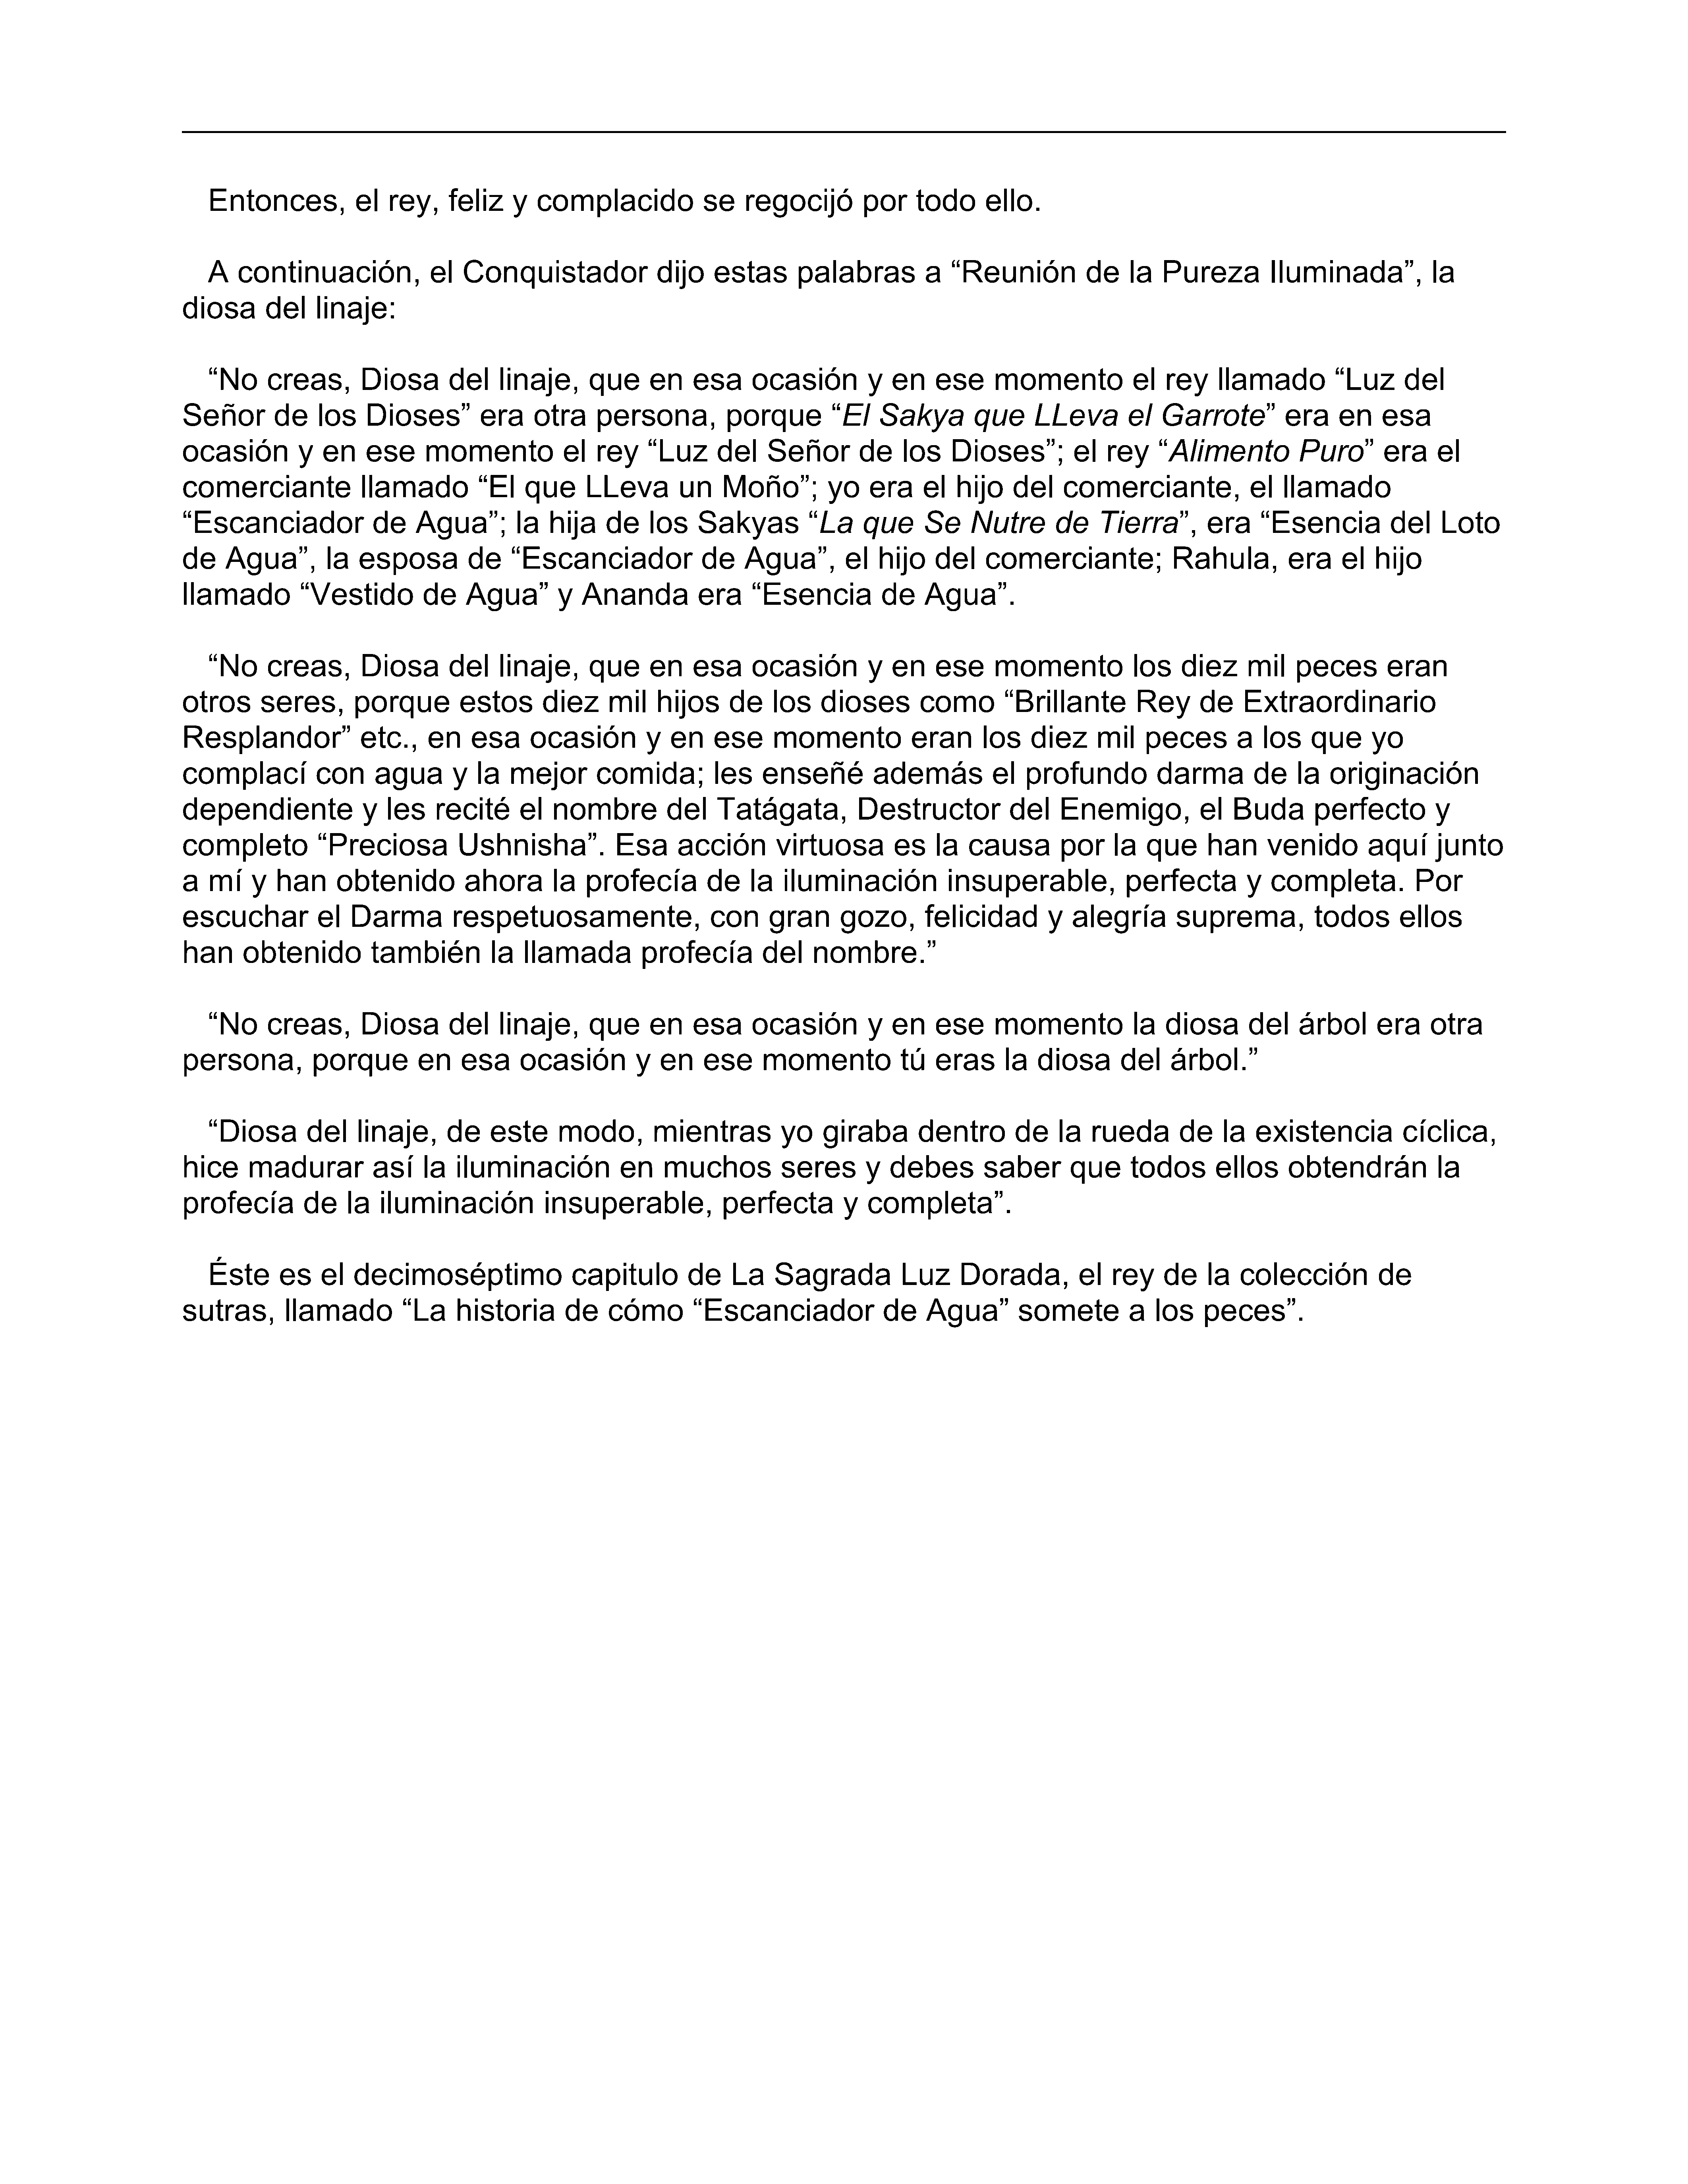 Entonces, el rey, feliz y complacido se regocijó por todo ello.
A continuación, el Conquistador dijo estas palabras a “Reunión de la Pureza Iluminada”, la
diosa del linaje:
“No creas, Diosa del linaje, que en esa ocasión y en ese momento el rey llamado “Luz del
Señor de los Dioses” era otra persona, porque “El Sakya que LLeva el Garrote” era en esa
ocasión y en ese momento el rey “Luz del Señor de los Dioses”; el rey “Alimento Puro” era el
comerciante llamado “El que LLeva un Moño”; yo era el hijo del comerciante, el llamado
“Escanciador de Agua”; la hija de los Sakyas “La que Se Nutre de Tierra”, era “Esencia del Loto
de Agua”, la esposa de “Escanciador de Agua”, el hijo del comerciante; Rahula, era el hijo
llamado “Vestido de Agua” y Ananda era “Esencia de Agua”.
“No creas, Diosa del linaje, que en esa ocasión y en ese momento los diez mil peces eran
otros seres, porque estos diez mil hijos de los dioses como “Brillante Rey de Extraordinario
Resplandor” etc., en esa ocasión y en ese momento eran los diez mil peces a los que yo
complací con agua y la mejor comida; les enseñé además el profundo darma de la originación
dependiente y les recité el nombre del Tatágata, Destructor del Enemigo, el Buda perfecto y
completo “Preciosa Ushnisha”. Esa acción virtuosa es la causa por la que han venido aquí junto
a mí y han obtenido ahora la profecía de la iluminación insuperable, perfecta y completa. Por
escuchar el Darma respetuosamente, con gran gozo, felicidad y alegría suprema, todos ellos
han obtenido también la llamada profecía del nombre.”
“No creas, Diosa del linaje, que en esa ocasión y en ese momento la diosa del árbol era otra
persona, porque en esa ocasión y en ese momento tú eras la diosa del árbol.”
“Diosa del linaje, de este modo, mientras yo giraba dentro de la rueda de la existencia cíclica,
hice madurar así la iluminación en muchos seres y debes saber que todos ellos obtendrán la
profecía de la iluminación insuperable, perfecta y completa”.
Éste es el decimoséptimo capitulo de La Sagrada Luz Dorada, el rey de la colección de
sutras, llamado “La historia de cómo “Escanciador de Agua” somete a los peces”.